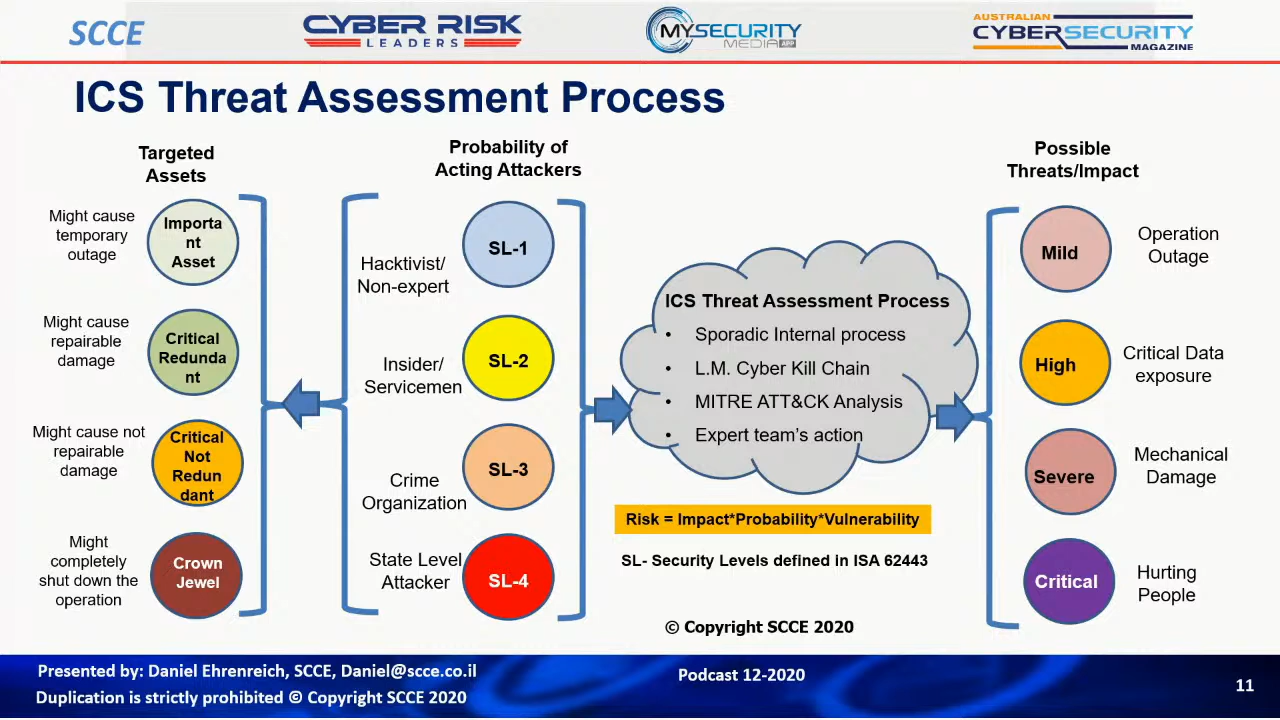 SCCE
CYBER RISK
LEADERS
MYSECURITY
MEDIA APP
AUSTRALIAN
CYBERSECURITY
MAGAZINE
ICS Threat Assessment Process
Targeted
Assets
Might cause
temporary
outage
Importa
nt
Asset
Might cause
repairable
damage
Critical
Redunda
nt
Might cause not
repairable
damage
Critical
Not
Redun
dant
Might
completely
shut down the
operation
Crown
Jewel
Probability of
Acting Attackers
Hacktivist/
Non-expert
SL-1
Insider/
Servicemen
SL-2
Crime
Organization
SL-3
State Level
Attacker
SL-4
ICS Threat Assessment Process
• Sporadic Internal process
• L.M. Cyber Kill Chain
• MITRE ATT&CK Analysis
• Expert team's action
Risk = Impact*Probability*Vulnerability
SL- Security Levels defined in ISA 62443
© Copyright SCCE 2020
Possible
Threats/Impact
Mild
Operation
Outage
High
Critical Data
exposure
Severe
Mechanical
Damage
Critical
Hurting
People
Presented by: Daniel Ehrenreich, SCCE, Daniel@scce.co.il
Duplication is strictly prohibited © Copyright SCCE 2020
Podcast 12-2020
11